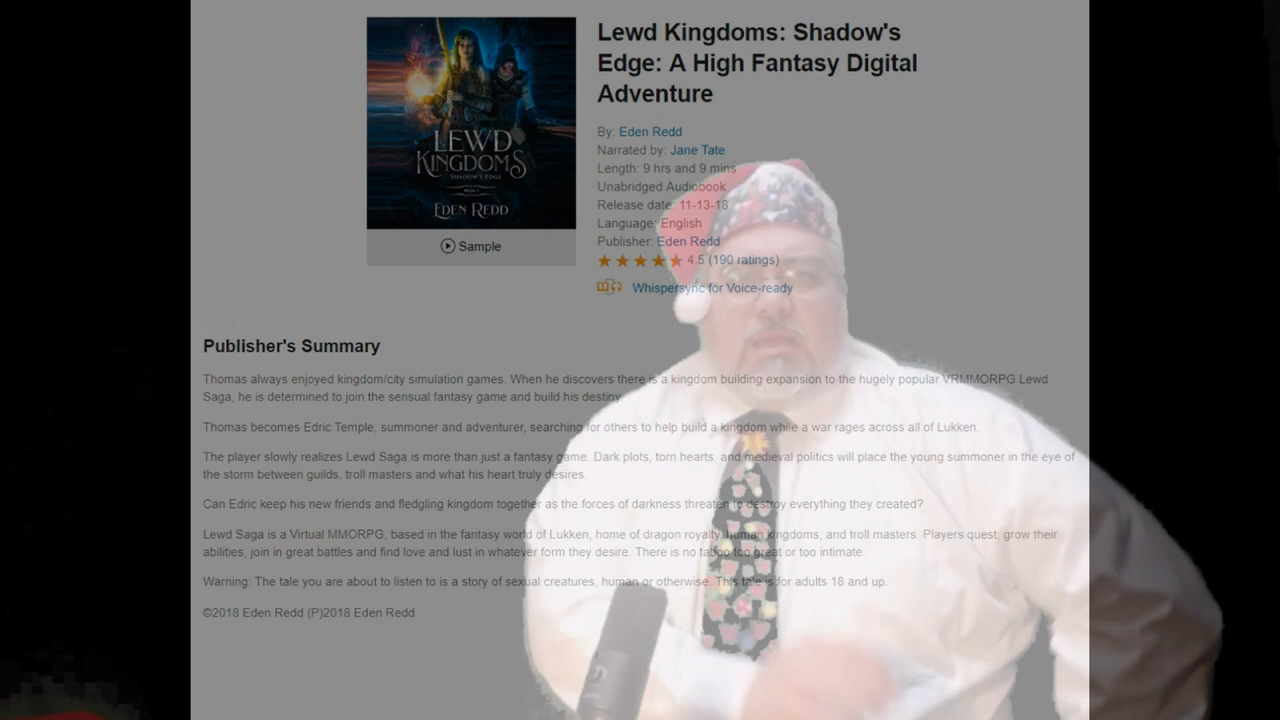 Lewd Kingdoms: Shadow's
Edge: A High Fantasy Digital
Adventure
LEWD
KINGDOMS
SHADOW'S EDGE
BOOK 1
EDEN REDD
Sample
By: Eden Redd
Narrated by: Jane Tate
Length: 9 hrs and 9 mins
Unabridged Audiobook
Release date: 11-13-18
Language: English
Publisher: Eden Redd
4.5 (190 ratings)
Whispersync for Voice-ready
Publisher's Summary
Thomas always enjoyed kingdom/city simulation games. When he discovers there is a kingdom building expansion to the hugely popular VRMMORPG Lewd
Saga, he is determined to join the sensual fantasy game and build his destiny.
Thomas becomes Edric Temple, summoner and adventurer, searching for others to help build a kingdom while a war rages across all of Lukken.
The player slowly realizes Lewd Saga is more than just a fantasy game. Dark plots, torn hearts, and medieval politics will place the young summoner in the eye of
the storm between guilds, troll masters and what his heart truly desires.
Can Edric keep his new friends and fledgling kingdom together as the forces of darkness threaten to destroy everything they created?
Lewd Saga is a Virtual MMORPG, based in the fantasy world of Lukken, home of dragon royalty, human kingdoms, and troll masters. Players quest, grow their
abilities, join in great battles and find love and lust in whatever form they desire. There is no taboo too great or too intimate.
Warning: The tale you are about to listen to is a story of sexual creatures, human or otherwise. This tale is for adults 18 and up.
©2018 Eden Redd (P)2018 Eden Redd